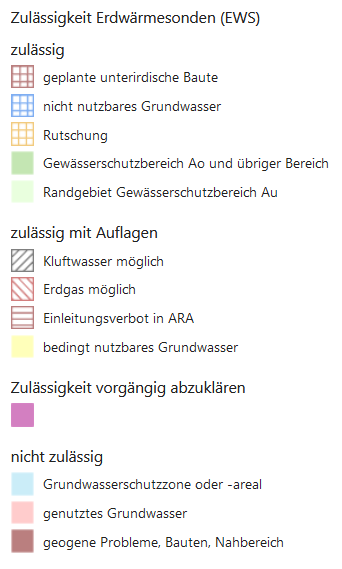 Zulässigkeit Erdwärmesonden (EWS)
zulässig
geplante unterirdische Baute
nicht nutzbares Grundwasser
Rutschung
Gewässerschutzbereich Ao und übriger Bereich
Randgebiet Gewässerschutzbereich Au
zulässig mit Auflagen
Kluftwasser möglich
Erdgas möglich
Einleitungsverbot in ARA
bedingt nutzbares Grundwasser
Zulässigkeit vorgängig abzuklären
nicht zulässig
Grundwasserschutzzone oder -areal
genutztes Grundwasser
geogene Probleme, Bauten, Nahbereich